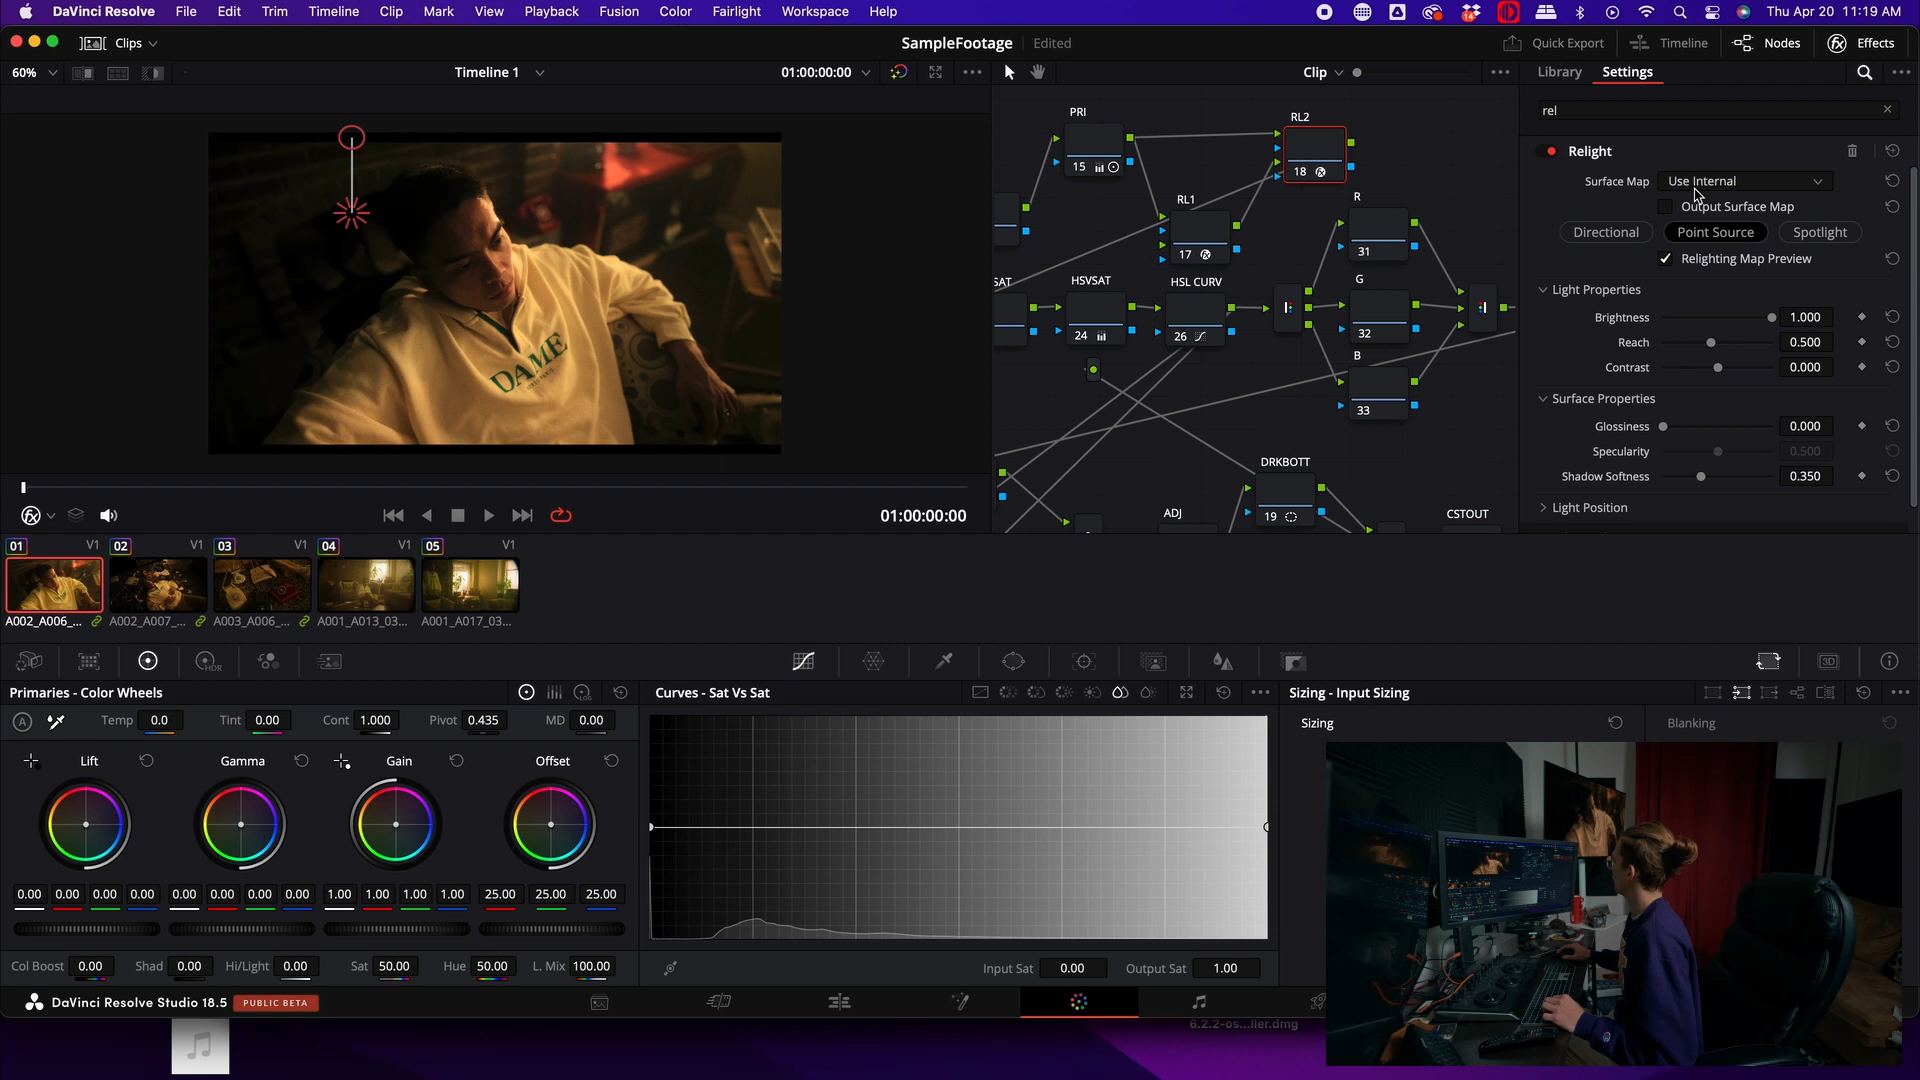 DaVinci Resolve File Edit Trim Timeline Clip Mark View Playback Fusion Color Fairlight Workspace Help
14
Thu Apr 20 11:19 AM
Clips
SampleFootage Edited
Quick Export Timeline Nodes Effects
60%
Timeline 1
01:00:00:00
Clip
Library Settings
rel
Relight
Surface Map Use Internal
Output Surface Map
Directional Point Source Spotlight
Relighting Map Preview
Light Properties
Brightness 1.000
Reach 0.500
Contrast 0.000
Surface Properties
Glossiness 0.000
Specularity 0.500
Shadow Softness 0.350
Light Position
PRI
15
RL2
18
RL1
17
R
31
SAT
HSVSAT
24
HSL CURV
26
G
32
B
33
DRKBOTT
19
ADJ
CSTOUT
DAME
01:00:00:00
01 V1 02 V1 03 V1 04 V1 05 V1
A002_A006_... A002_A007_... A003_A006_... A001_A013_03... A001_A017_03...
HDR
3D
Primaries - Color Wheels
LOG
Curves - Sat Vs Sat
Sizing - Input Sizing
A
Temp 0.0 Tint 0.00 Cont 1.000 Pivot 0.435 MD 0.00
Sizing
Blanking
Lift Gamma Gain Offset
0.00 0.00 0.00 0.00 0.00 0.00 0.00 0.00 1.00 1.00 1.00 1.00 25.00 25.00 25.00
Col Boost 0.00 Shad 0.00 Hi/Light 0.00 Sat 50.00 Hue 50.00 L. Mix 100.00
Input Sat 0.00 Output Sat 1.00
DaVinci Resolve Studio 18.5 PUBLIC BETA
6.2.2-os...ller.dmg